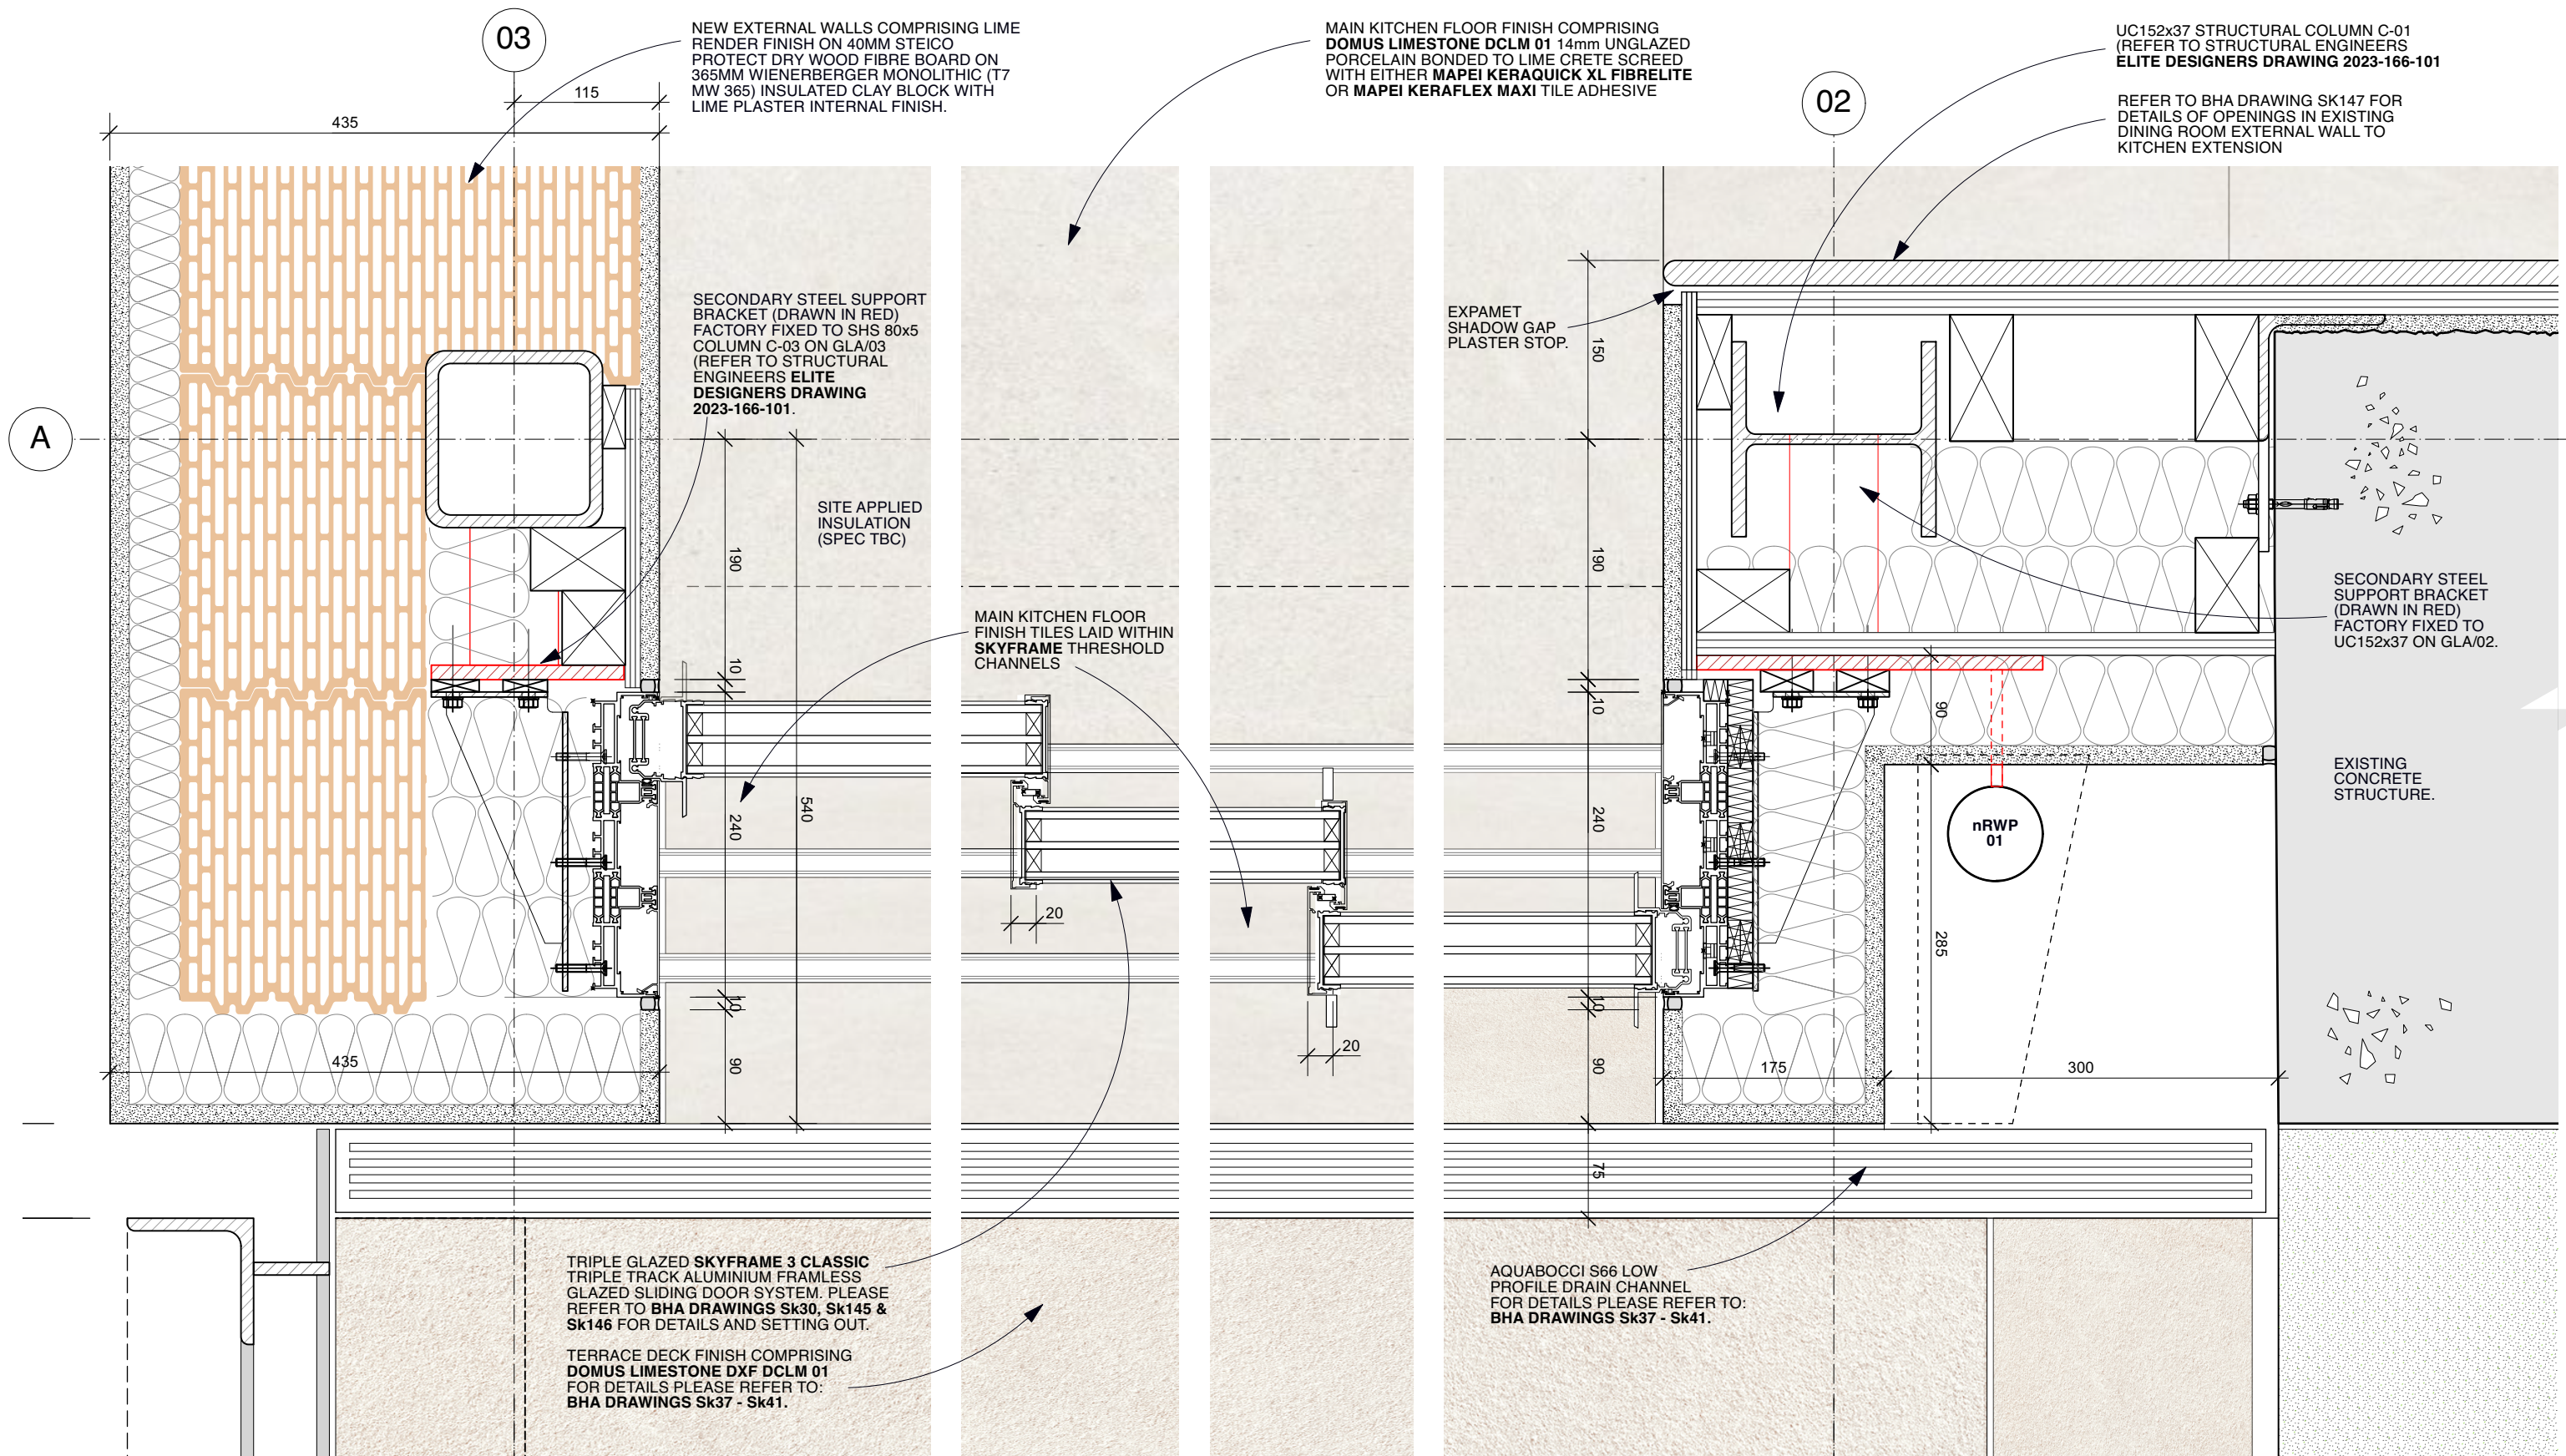 03
NEW EXTERNAL WALLS COMPRISING LIME
RENDER FINISH ON 40MM STEICO
PROTECT DRY WOOD FIBRE BOARD ON
365MM WIENERBERGER MONOLITHIC (T7
MW 365) INSULATED CLAY BLOCK WITH
LIME PLASTER INTERNAL FINISH.
MAIN KITCHEN FLOOR FINISH COMPRISING
DOMUS LIMESTONE DCLM 01 14mm UNGLAZED
PORCELAIN BONDED TO LIME CRETE SCREED
WITH EITHER MAPEI KERAQUICK XL FIBRELITE
OR MAPEI KERAFLEX MAXI TILE ADHESIVE
02
UC152x37 STRUCTURAL COLUMN C-01
(REFER TO STRUCTURAL ENGINEERS
ELITE DESIGNERS DRAWING 2023-166-101
REFER TO BHA DRAWING SK147 FOR
DETAILS OF OPENINGS IN EXISTING
DINING ROOM EXTERNAL WALL TO
KITCHEN EXTENSION
115
435
SECONDARY STEEL SUPPORT
BRACKET (DRAWN IN RED)
FACTORY FIXED TO SHS 80x5
COLUMN C-03 ON GLA/03
(REFER TO STRUCTURAL
ENGINEERS ELITE
DESIGNERS DRAWING
2023-166-101.
EXPAMET
SHADOW GAP
PLASTER STOP.
150
A
SITE APPLIED
INSULATION
(SPEC TBC)
190
190
SECONDARY STEEL
SUPPORT BRACKET
(DRAWN IN RED)
FACTORY FIXED TO
UC152x37 ON GLA/02.
MAIN KITCHEN FLOOR
FINISH TILES LAID WITHIN
SKYFRAME THRESHOLD
CHANNELS
10
10
90
540
240
240
EXISTING
CONCRETE
STRUCTURE.
nRWP
01
20
285
10
10
20
435
90
90
175
300
75
TRIPLE GLAZED SKYFRAME 3 CLASSIC
TRIPLE TRACK ALUMINIUM FRAMLESS
GLAZED SLIDING DOOR SYSTEM. PLEASE
REFER TO BHA DRAWINGS Sk30, Sk145 &
Sk146 FOR DETAILS AND SETTING OUT.
AQUABOCCI S66 LOW
PROFILE DRAIN CHANNEL
FOR DETAILS PLEASE REFER TO:
BHA DRAWINGS Sk37 - Sk41.
TERRACE DECK FINISH COMPRISING
DOMUS LIMESTONE DXF DCLM 01
FOR DETAILS PLEASE REFER TO:
BHA DRAWINGS Sk37 - Sk41.